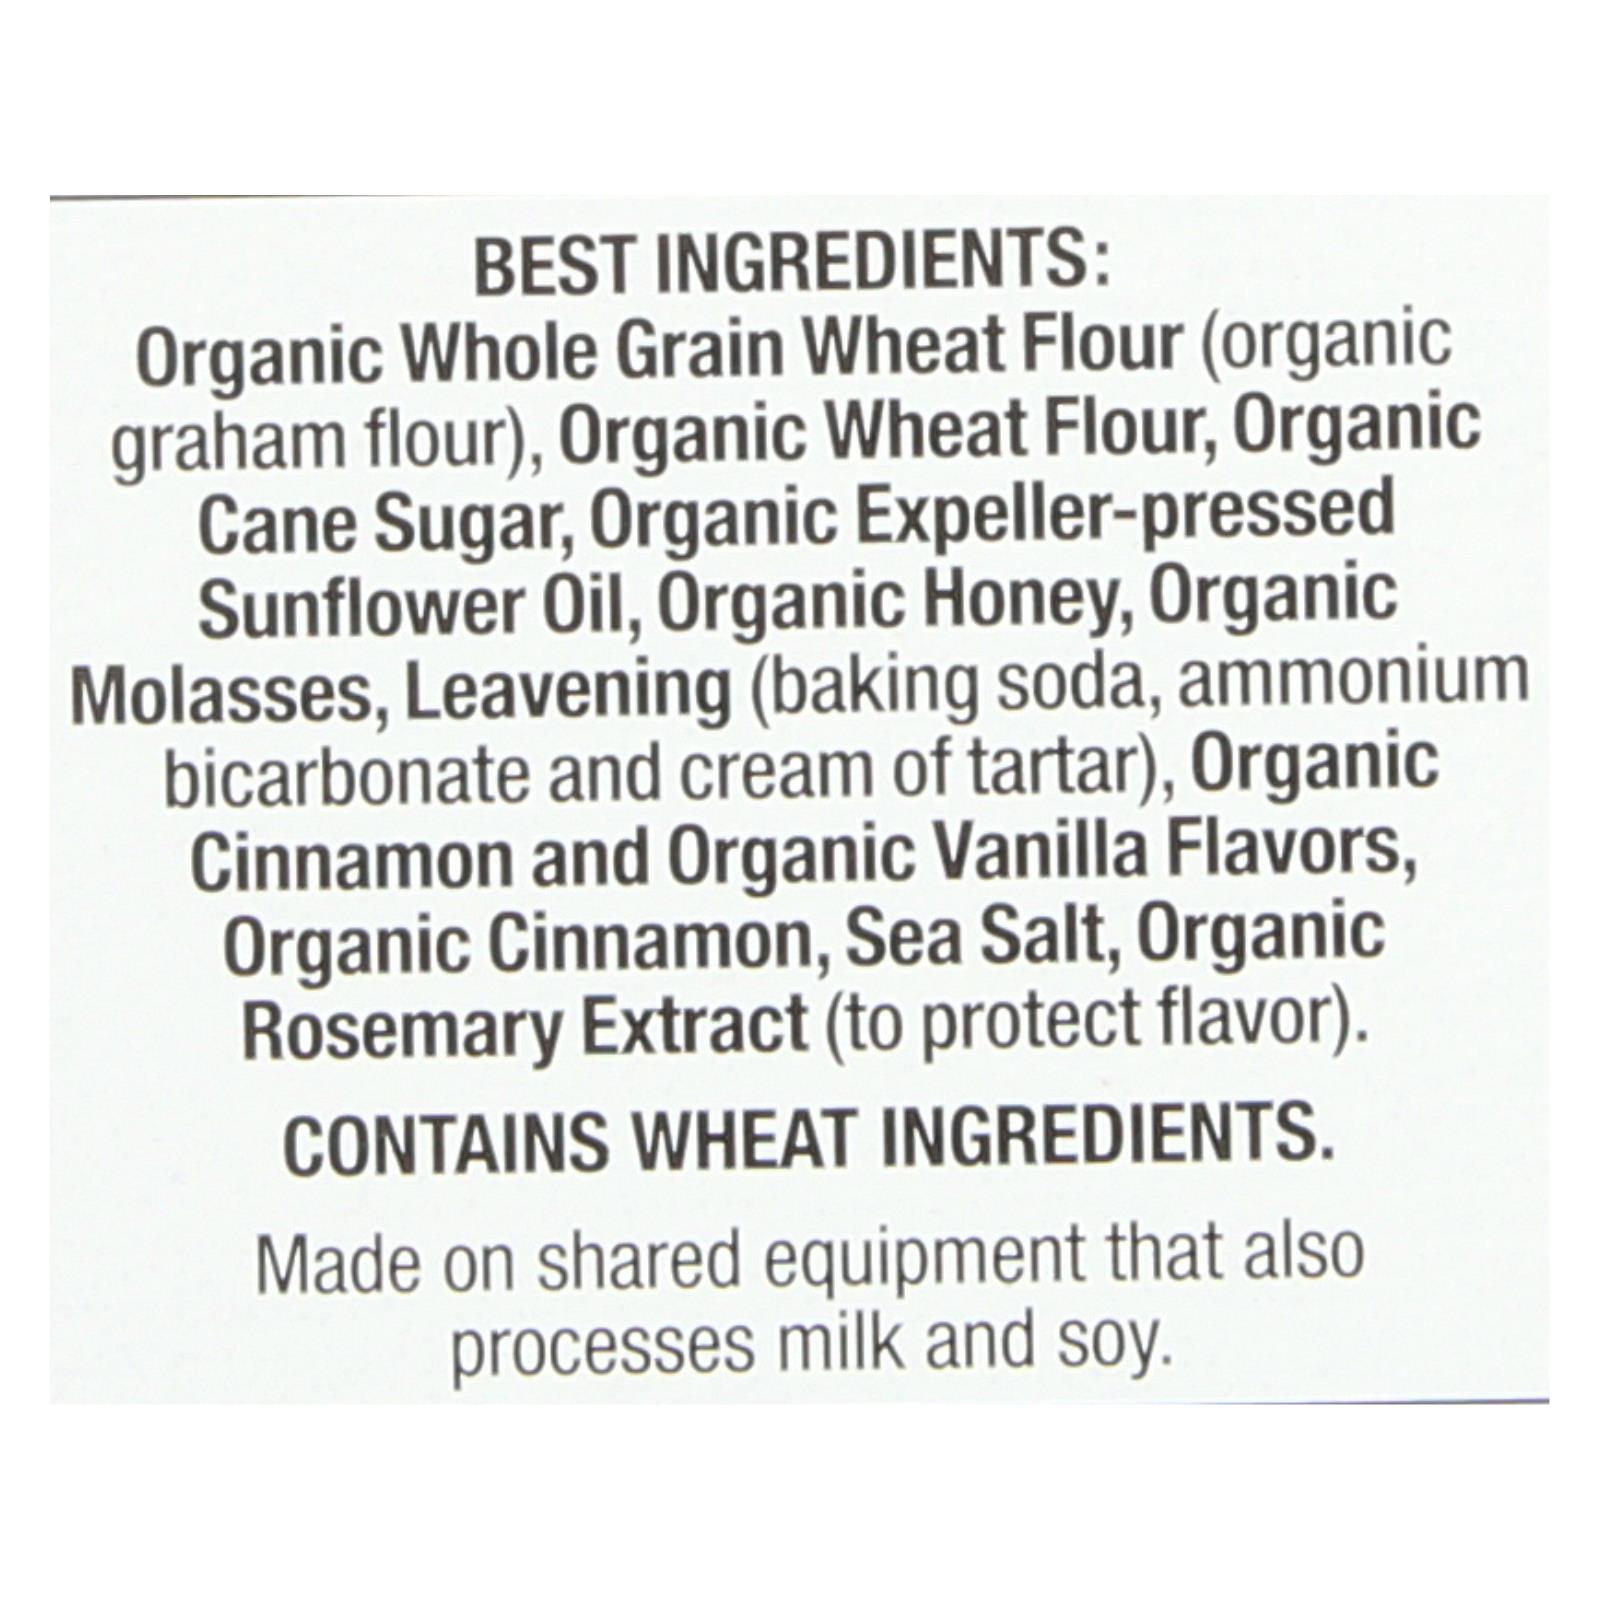 BEST INGREDIENTS:
Organic Whole Grain Wheat Flour (organic
graham flour), Organic Wheat Flour, Organic
Cane Sugar, Organic Expeller-pressed
Sunflower Oil, Organic Honey, Organic
Molasses, Leavening (baking soda, ammonium
bicarbonate and cream of tartar), Organic
Cinnamon and Organic Vanilla Flavors,
Organic Cinnamon, Sea Salt, Organic
Rosemary Extract (to protect flavor).
CONTAINS WHEAT INGREDIENTS.
Made on shared equipment that also
processes milk and soy.